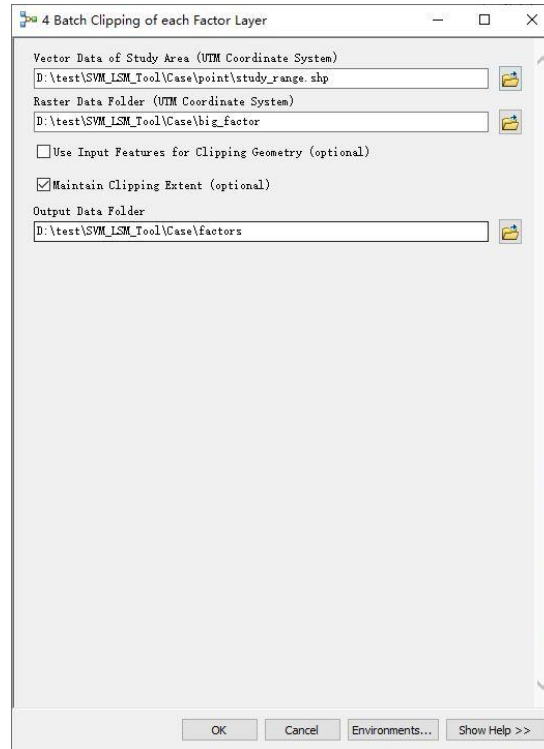 4 Batch Clipping of each Factor Layer
Vector Data of Study Area (UTM Coordinate System)
D:\test\SVM_LSM_Tool\Case\point\study_range.shp
Raster Data Folder (UTM Coordinate System)
D:\test\SVM_LSM_Tool\Case\big_factor
Use Input Features for Clipping Geometry (optional)
Maintain Clipping Extent (optional)
Output Data Folder
D:\test\SVM_LSM_Tool\Case\factors
OK Cancel Environments... Show Help >>